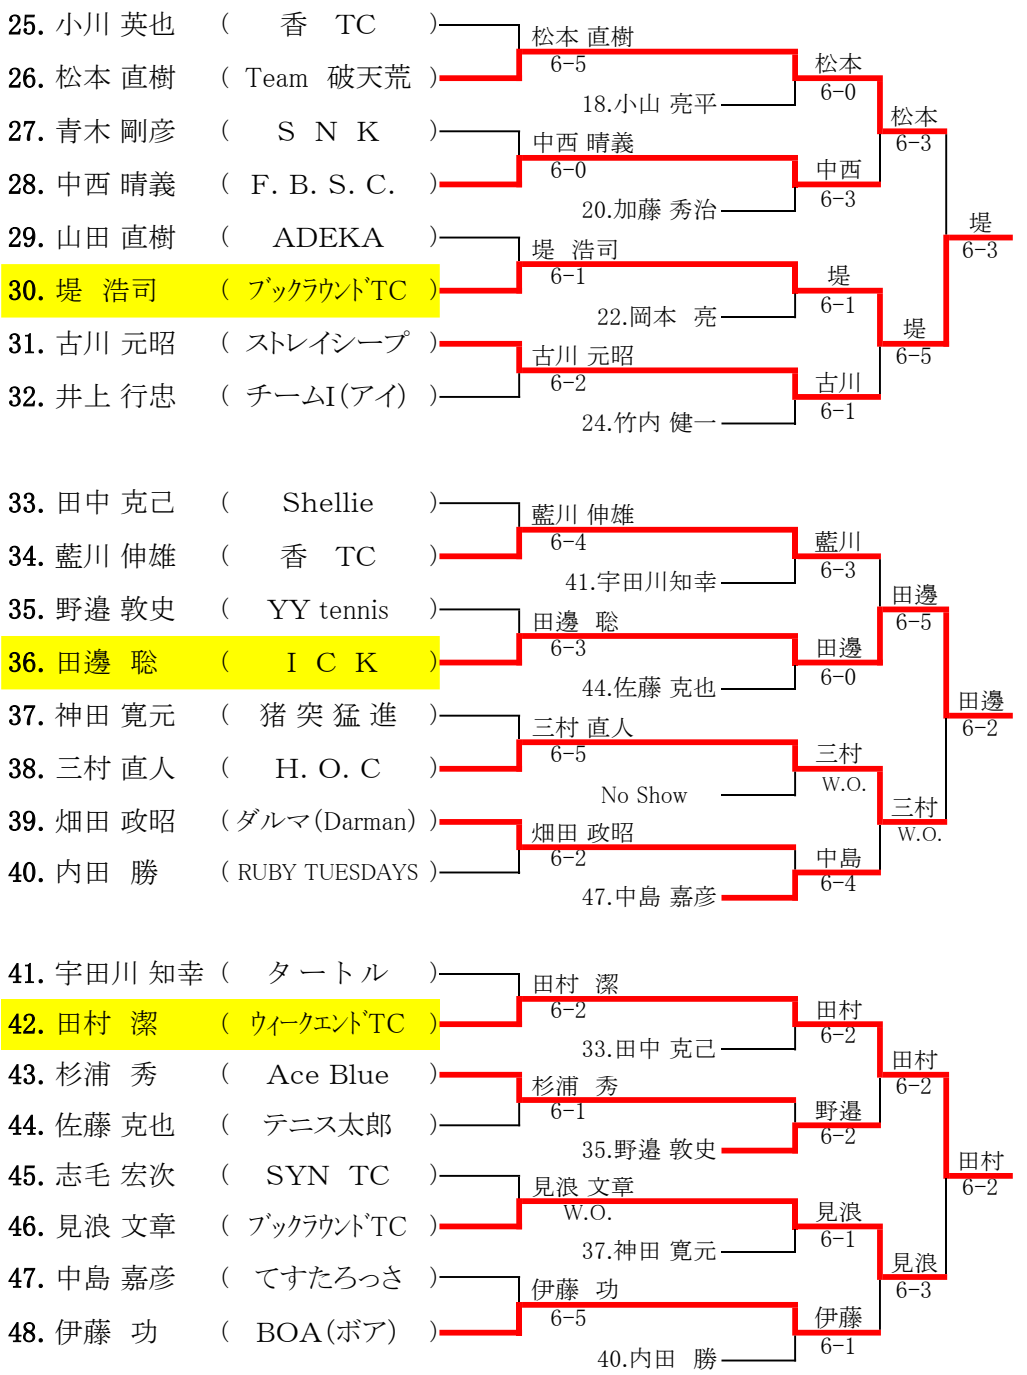 25. 小川 英也 ( 香 TC )
松本 直樹
6-5
26. 松本 直樹 ( Team 破天荒 )
松本
6-0
18.小山 亮平
松本
6-3
27. 青木 剛彦 ( S N K )
中西 晴義
6-0
28. 中西 晴義 ( F. B. S. C. )
中西
6-3
20.加藤 秀治
堤
6-3
29. 山田 直樹 ( ADEKA )
堤 浩司
6-1
30. 堤 浩司 ( ブックラウンドTC )
堤
6-1
22.岡本 亮
堤
6-5
31. 古川 元昭 ( ストレイシープ )
古川 元昭
6-2
32. 井上 行忠 ( チームI(アイ) )
古川
6-1
24.竹内 健一
33. 田中 克己 ( Shellie )
藍川 伸雄
6-4
34. 藍川 伸雄 ( 香 TC )
藍川
6-3
41.宇田川知幸
田邊
6-5
35. 野邉 敦史 ( YY tennis )
田邊 聡
6-3
36. 田邊 聡 ( I C K )
田邊
6-0
44.佐藤 克也
田邊
6-2
37. 神田 寛元 ( 猪 突 猛 進 )
三村 直人
6-5
38. 三村 直人 ( H. O. C )
三村
W.O.
No Show
三村
W.O.
39. 畑田 政昭 (ダルマ(Darman) )
畑田 政昭
6-2
40. 内田 勝 ( RUBY TUESDAYS )
中島
6-4
47.中島 嘉彦
41. 宇田川 知幸 ( タートル )
田村 潔
6-2
42. 田村 潔 ( ウィークエンドTC )
田村
6-2
33.田中 克己
田村
6-2
43. 杉浦 秀 ( Ace Blue )
杉浦 秀
6-1
44. 佐藤 克也 ( テニス太郎 )
野邉
6-2
35.野邉 敦史
田村
6-2
45. 志毛 宏次 ( SYN TC )
見浪 文章
W.O.
46. 見浪 文章 ( ブックラウンドTC )
見浪
6-1
37.神田 寛元
見浪
6-3
47. 中島 嘉彦 ( てすたろっさ )
伊藤 功
6-5
48. 伊藤 功 ( BOA(ボア) )
伊藤
6-1
40.内田 勝